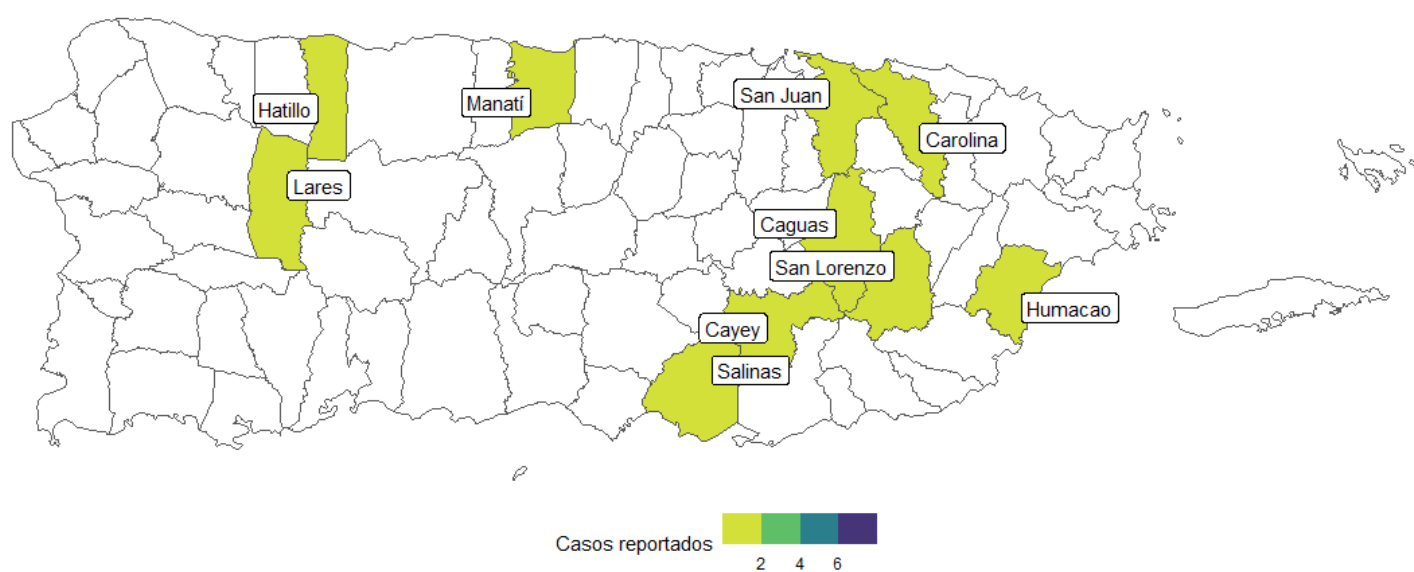 Hatillo
Manatí
San Juan
Carolina
Lares
Caguas
San Lorenzo
Humacao
Cayey
Salinas
Casos reportados
2 4 6